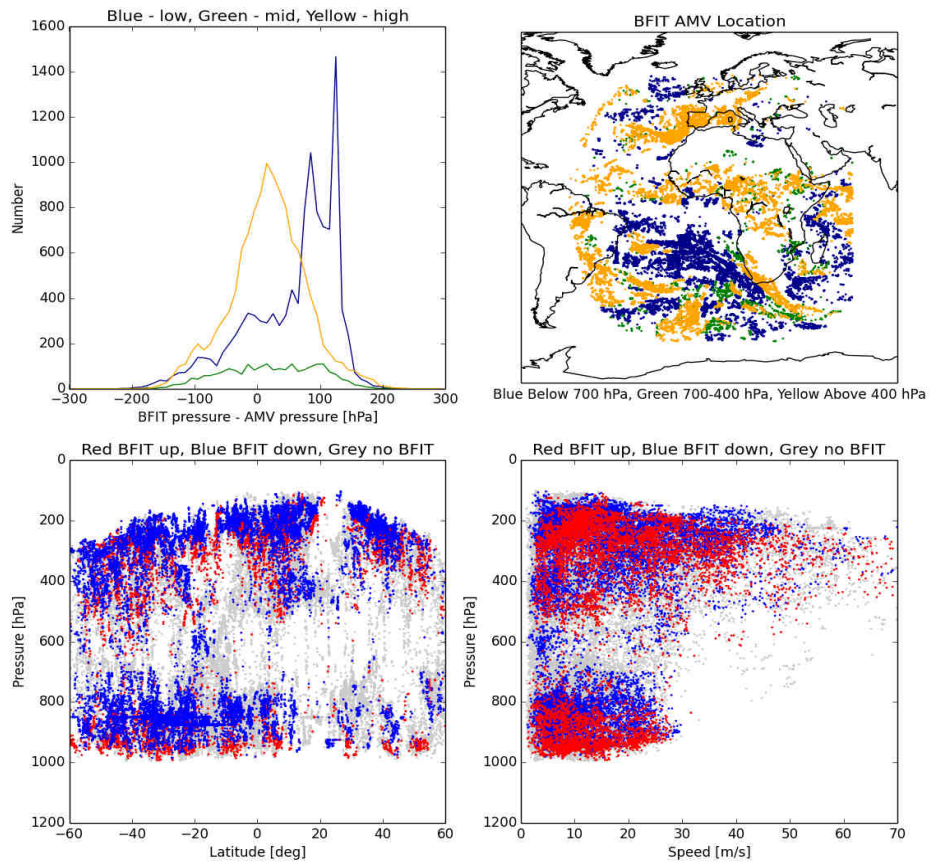 Blue - low, Green - mid, Yellow - high
1600
1400
1200
1000
800
600
400
200
0
Number
−300 −200 −100 0 100 200 300
BFIT pressure - AMV pressure [hPa]
BFIT AMV Location
Blue Below 700 hPa, Green 700-400 hPa, Yellow Above 400 hPa
Red BFIT up, Blue BFIT down, Grey no BFIT
0
200
400
600
800
1000
1200
Pressure [hPa]
−60 −40 −20 0 20 40 60
Latitude [deg]
Red BFIT up, Blue BFIT down, Grey no BFIT
0
200
400
600
800
1000
1200
Pressure [hPa]
0 10 20 30 40 50 60 70
Speed [m/s]